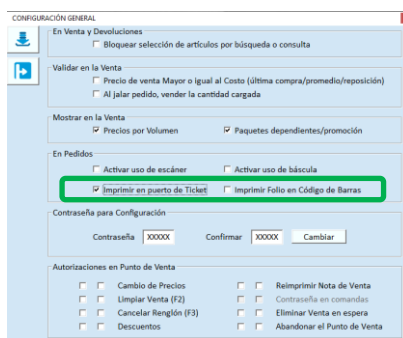 CONFIGURACIÓN GENERAL
En Venta y Devoluciones
Bloquear selección de artículos por búsqueda o consulta
Validar en la Venta
Precio de venta Mayor o igual al Costo (última compra/promedio/reposición)
Al jalar pedido, vender la cantidad cargada
Mostrar en la Venta
Precios por Volumen Paquetes dependientes/promoción
En Pedidos
Activar uso de escáner Activar uso de báscula
Imprimir en puerto de Ticket Imprimir Folio en Código de Barras
Contraseña para Configuración
Contraseña XXXXX Confirmar XXXXX Cambiar
Autorizaciones en Punto de Venta
Cambio de Precios Reimprimir Nota de Venta
Limpiar Venta (F2) Contraseña en comandas
Cancelar Renglón (F3) Eliminar Venta en espera
Descuentos Abandonar el Punto de Venta